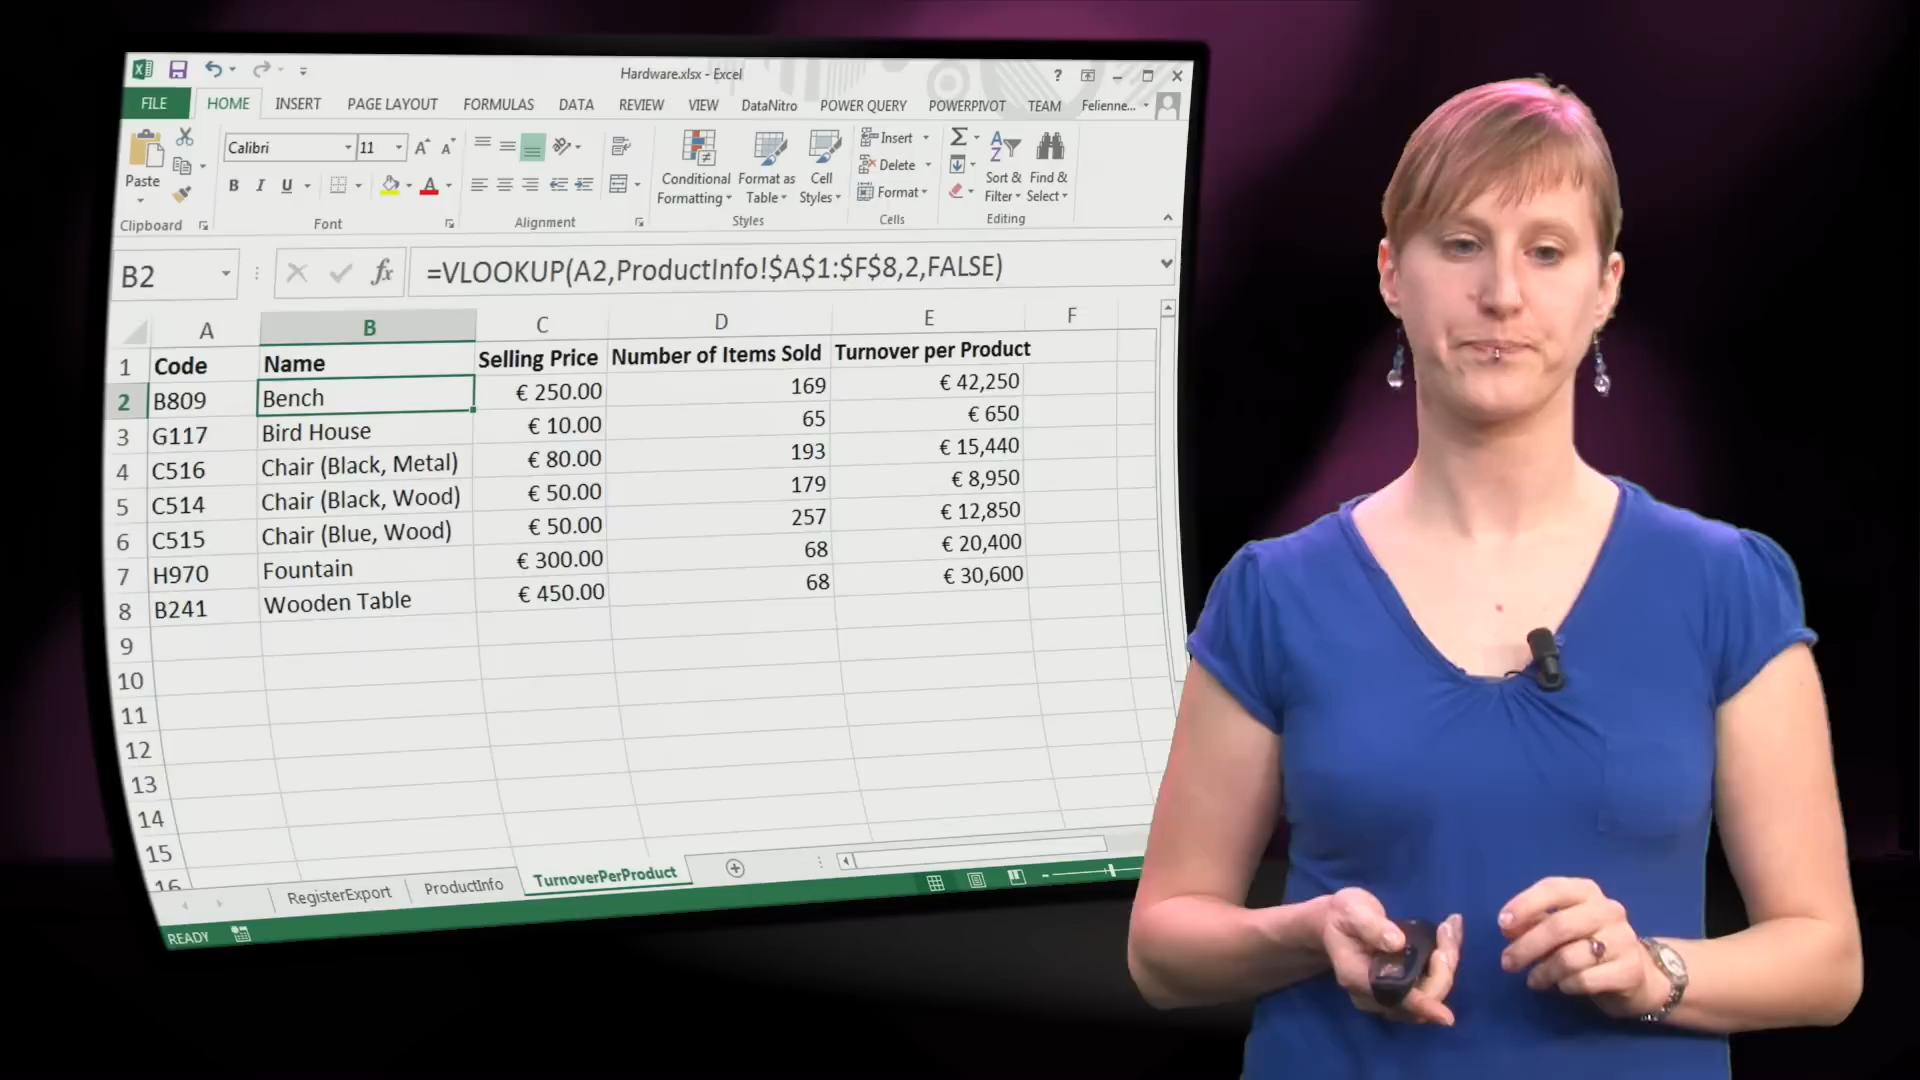 Hardware.xlsx - Excel
?
FILE HOME INSERT PAGE LAYOUT FORMULAS DATA REVIEW VIEW DataNitro POWER QUERY POWERPIVOT TEAM Felienne...
Paste
Clipboard
Calibri 11
B I U
Font
Alignment
Conditional Formatting
Format as Table
Cell Styles
Styles
Insert
Delete
Format
Cells
Sort & Filter
Find & Select
Editing
B2 fx =VLOOKUP(A2,ProductInfo!$A$1:$F$8,2,FALSE)
A B C D E F
1 Code Name Selling Price Number of Items Sold Turnover per Product
2 B809 Bench € 250.00 169 € 42,250
3 G117 Bird House € 10.00 65 € 650
4 C516 Chair (Black, Metal) € 80.00 193 € 15,440
5 C514 Chair (Black, Wood) € 50.00 179 € 8,950
6 C515 Chair (Blue, Wood) € 50.00 257 € 12,850
7 H970 Fountain € 300.00 68 € 20,400
8 B241 Wooden Table € 450.00 68 € 30,600
9
10
11
12
13
14
15
16
RegisterExport ProductInfo TurnoverPerProduct
READY